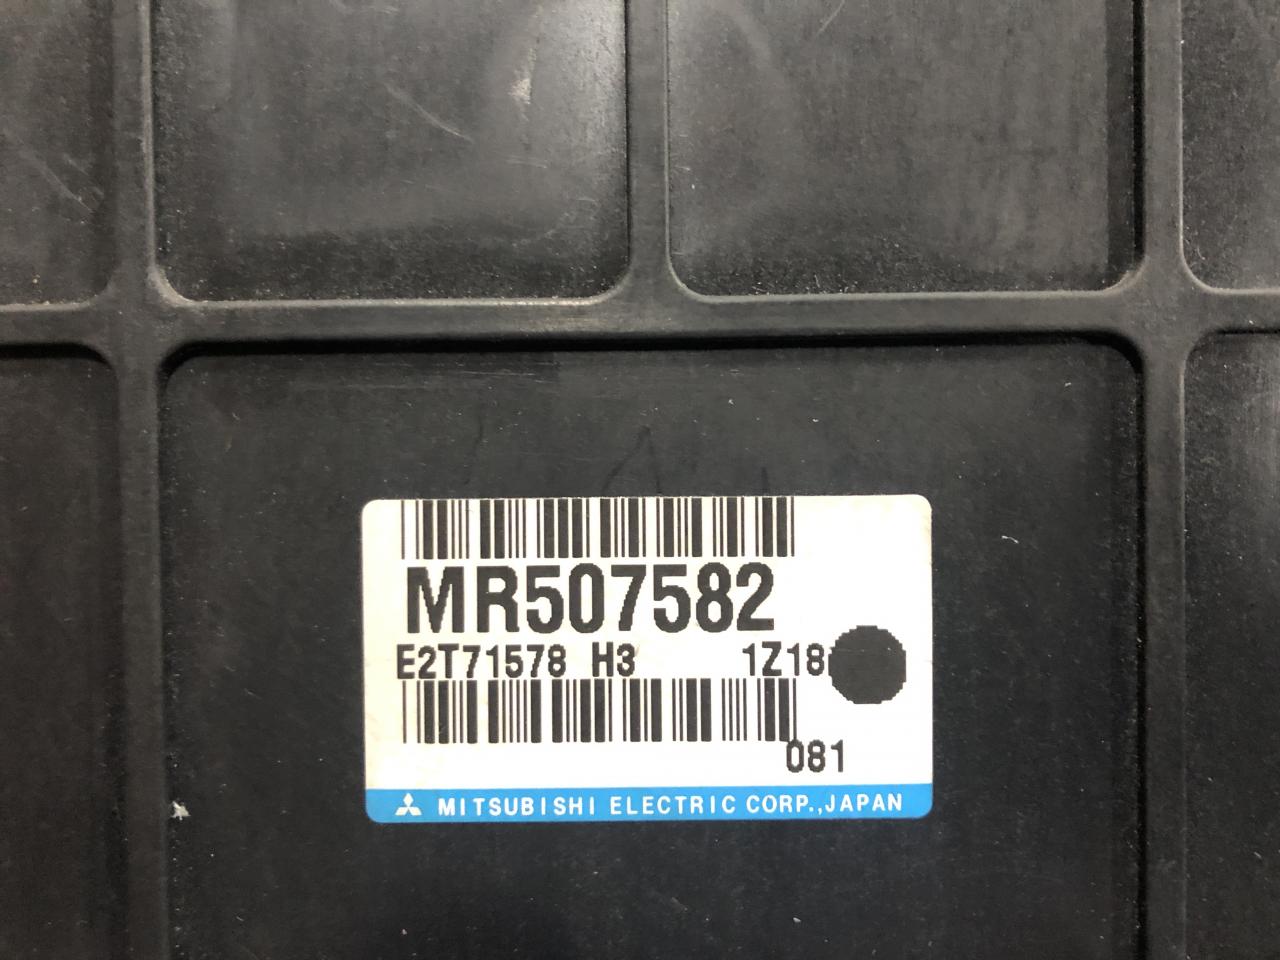 MR507582
E2T71578 H3 1Z18
081
MITSUBISHI ELECTRIC CORP.,JAPAN